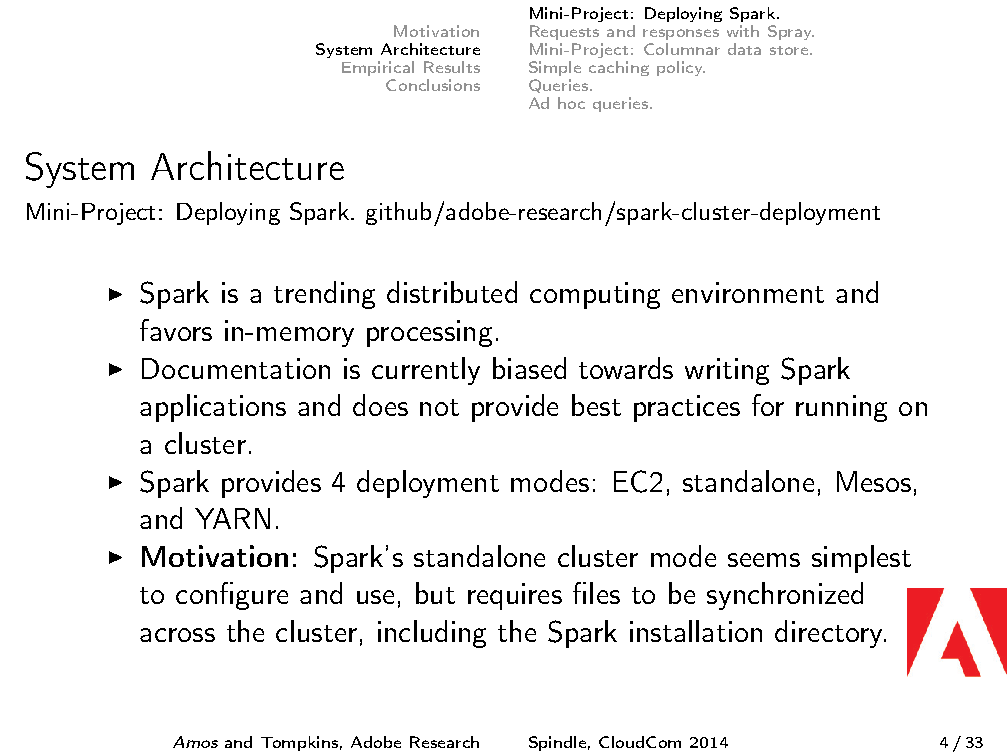 Motivation
System Architecture
Empirical Results
Conclusions
Mini-Project: Deploying Spark.
Requests and responses with Spray.
Mini-Project: Columnar data store.
Simple caching policy.
Queries.
Ad hoc queries.
System Architecture
Mini-Project: Deploying Spark. github/adobe-research/spark-cluster-deployment
▶ Spark is a trending distributed computing environment and
favors in-memory processing.
▶ Documentation is currently biased towards writing Spark
applications and does not provide best practices for running on
a cluster.
▶ Spark provides 4 deployment modes: EC2, standalone, Mesos,
and YARN.
▶ Motivation: Spark's standalone cluster mode seems simplest
to configure and use, but requires files to be synchronized
across the cluster, including the Spark installation directory.
Amos and Tompkins, Adobe Research Spindle, CloudCom 2014 4 / 33